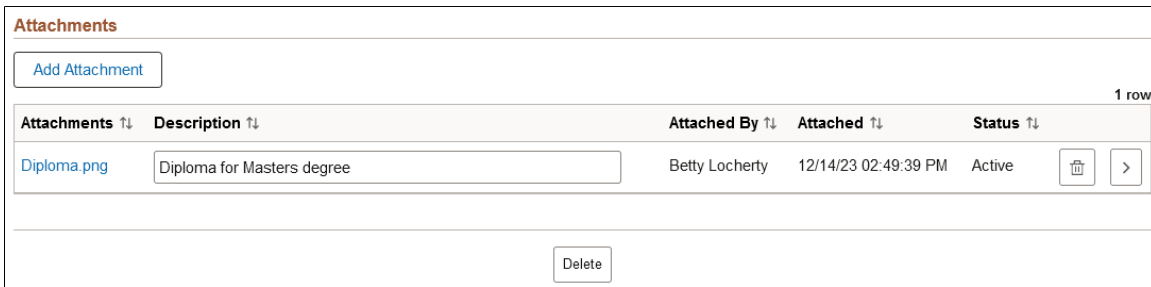 Attachments
Add Attachment
1 row
Attachments Description Attached By Attached Status
Diploma.png Diploma for Masters degree Betty Locherty 12/14/23 02:49:39 PM Active
Delete